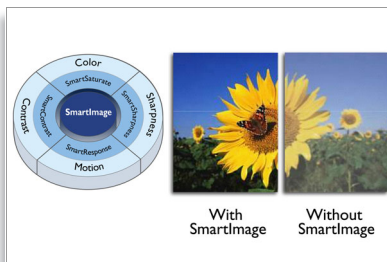 Color
SmartSaturate
Contrast
SmartContrast
SmartImage
SmartSharpness
Sharpness
SmartResponse
Motion
With
SmartImage
Without
SmartImage